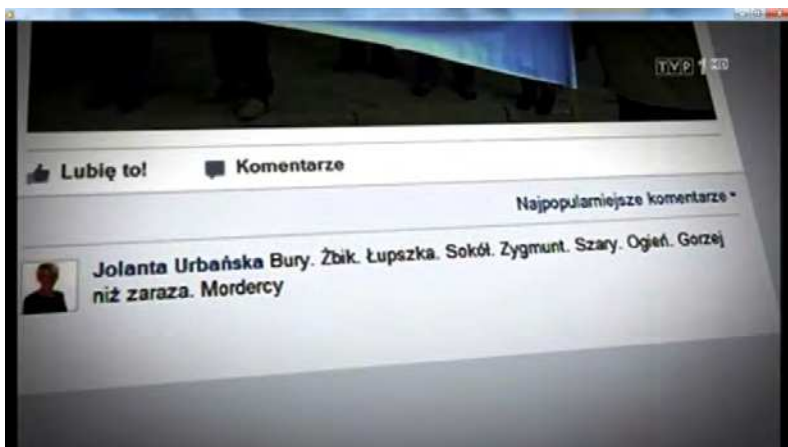 TVP 1 HD
Lubię to! Komentarze
Najpopularniejsze komentarze
Jolanta Urbańska Bury. Żbik. Łupszka. Sokół. Zygmunt. Szary. Ogień. Gorzej
niż zaraza. Mordercy